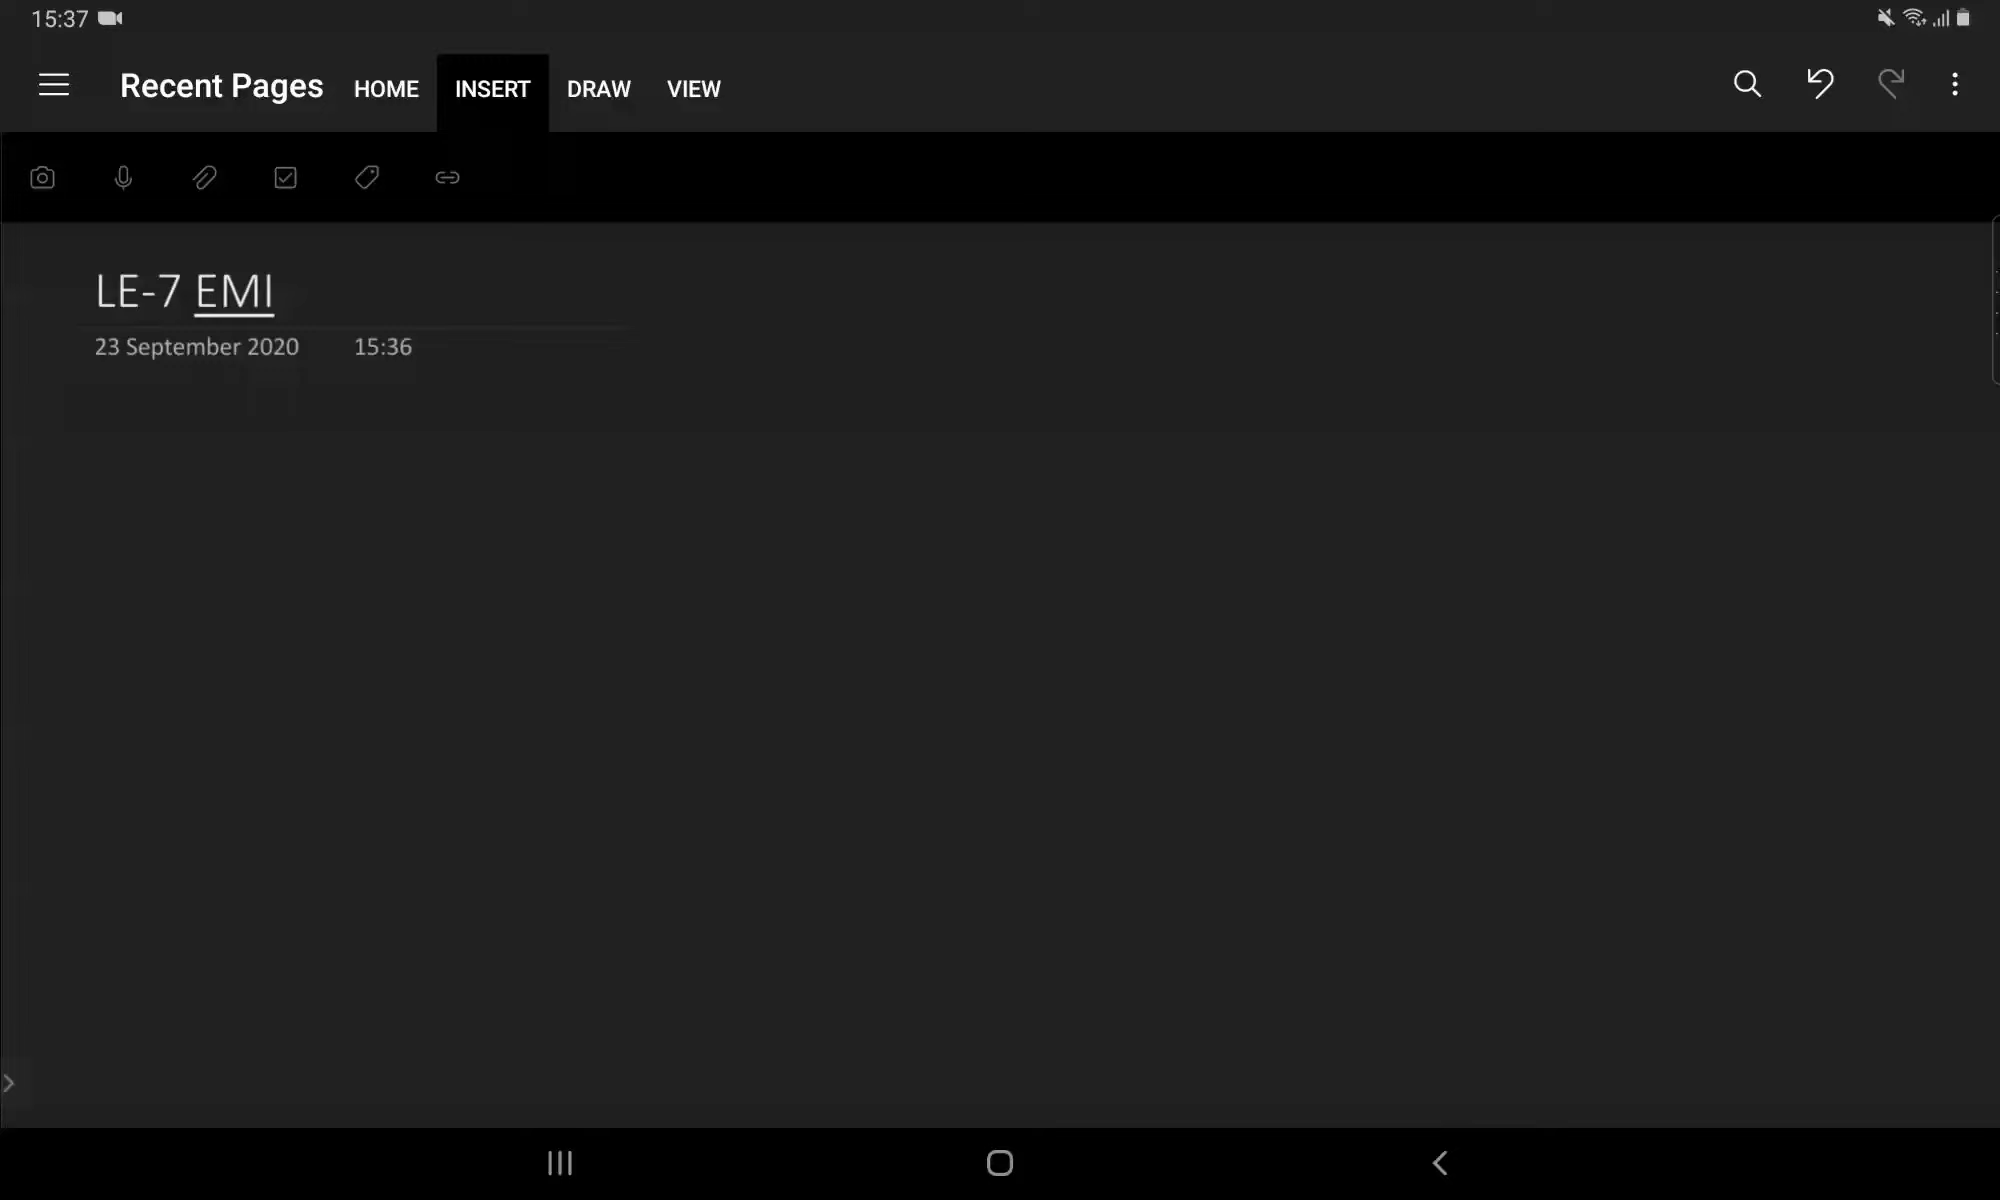 15:37
Recent Pages HOME INSERT DRAW VIEW
LE-7 EMI
23 September 2020 15:36